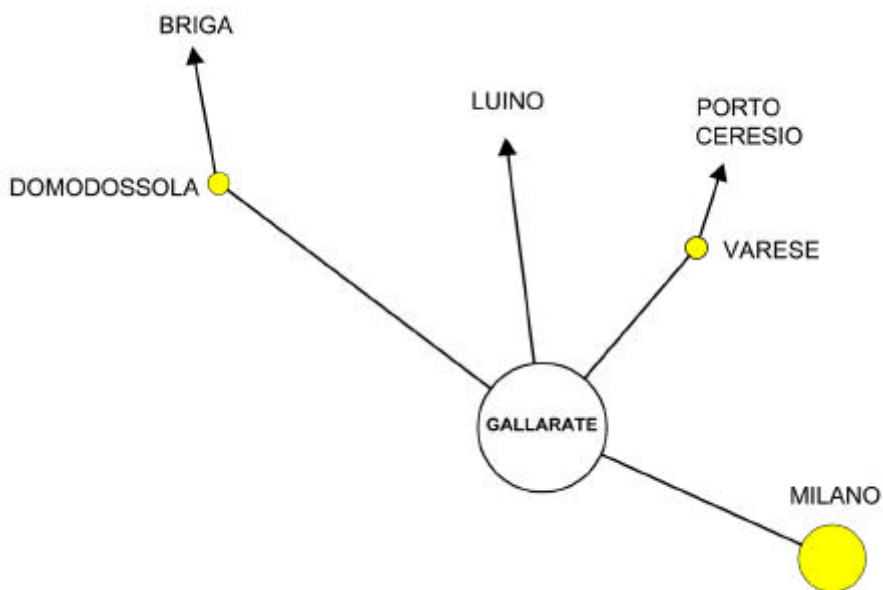 BRIGA
LUINO
PORTO
CERESIO
DOMODOSSOLA
VARESE
GALLARATE
MILANO